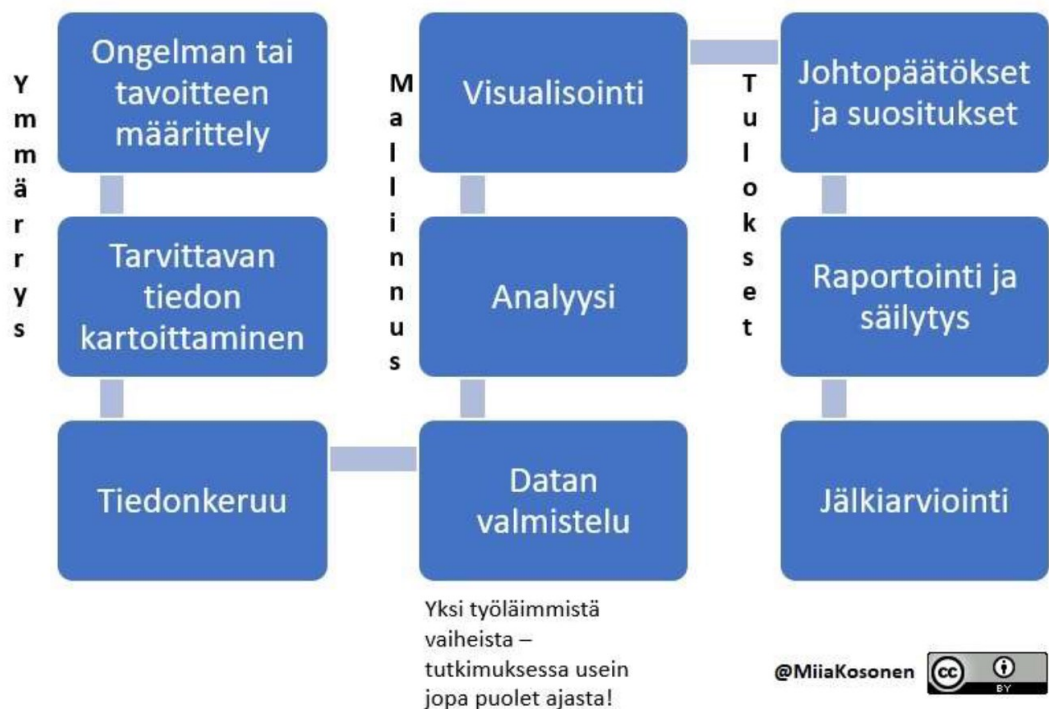 Ymmärrys
Ongelman tai
tavoitteen
määrittely
Tarvittavan
tiedon
kartoittaminen
Tiedonkeruu
Mallinnus
Visualisointi
Analyysi
Datan
valmistelu
Yksi työläimmistä
vaiheista –
tutkimuksessa usein
jopa puolet ajasta!
Tulokset
Johtopäätökset
ja suositukset
Raportointi ja
säilytys
Jälkiarviointi
@MiiaKosonen
cc
BY